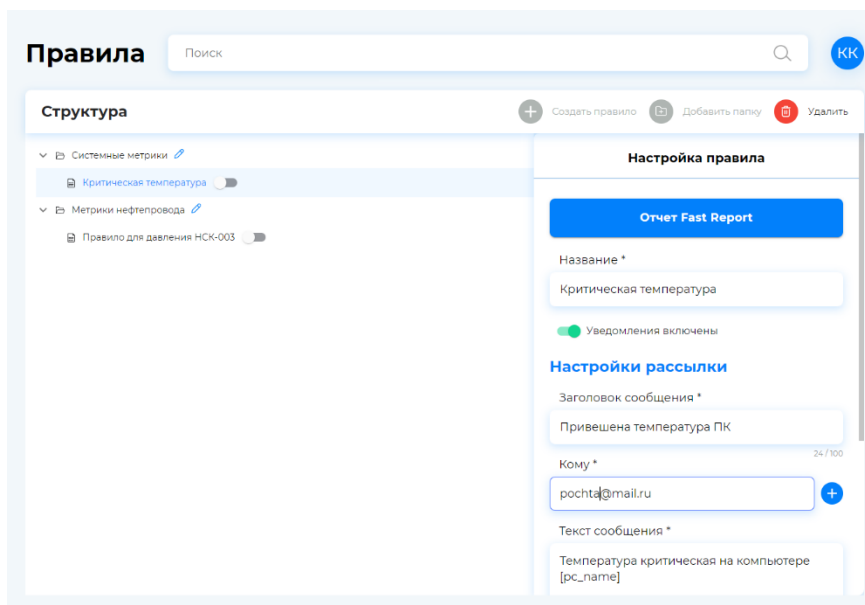 Правила
Поиск
КК
Структура
Создать правило
Добавить папку
Удалить
Системные метрики
Критическая температура
Метрики нефтепровода
Правило для давления НСК-003
Настройка правила
Отчет Fast Report
Название *
Критическая температура
Уведомления включены
Настройки рассылки
Заголовок сообщения *
Привешена температура ПК
24 / 100
Кому *
pochta@mail.ru
Текст сообщения *
Температура критическая на компьютере
[pc_name]